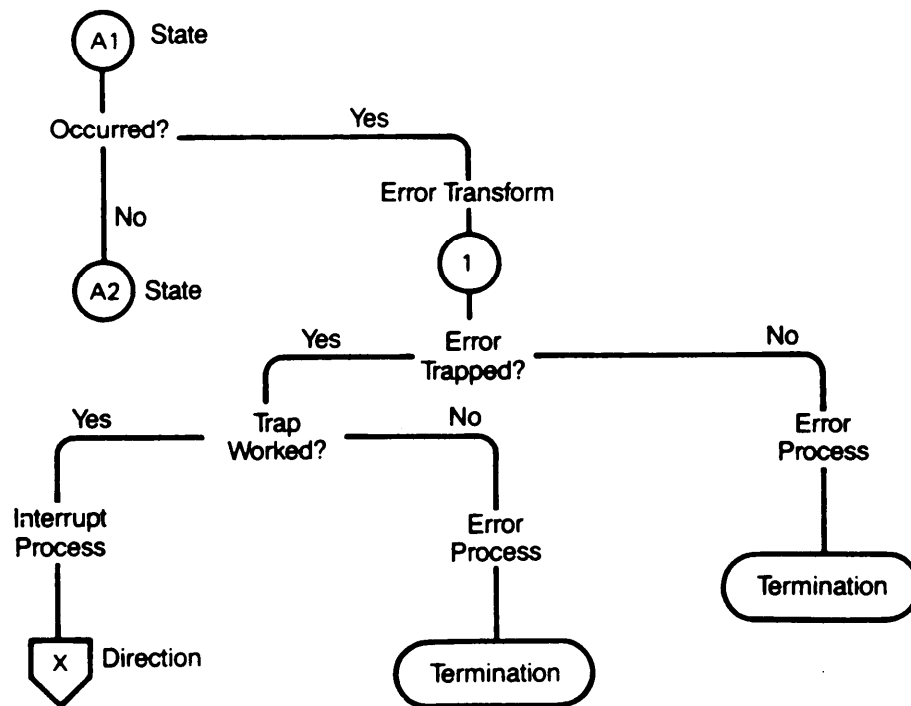 A1 State
Occurred?
Yes
Error Transform
No
1
A2 State
Yes
Error
Trapped?
No
Yes
Trap
Worked?
No
Error
Process
Interrupt
Process
Error
Process
Termination
X Direction
Termination